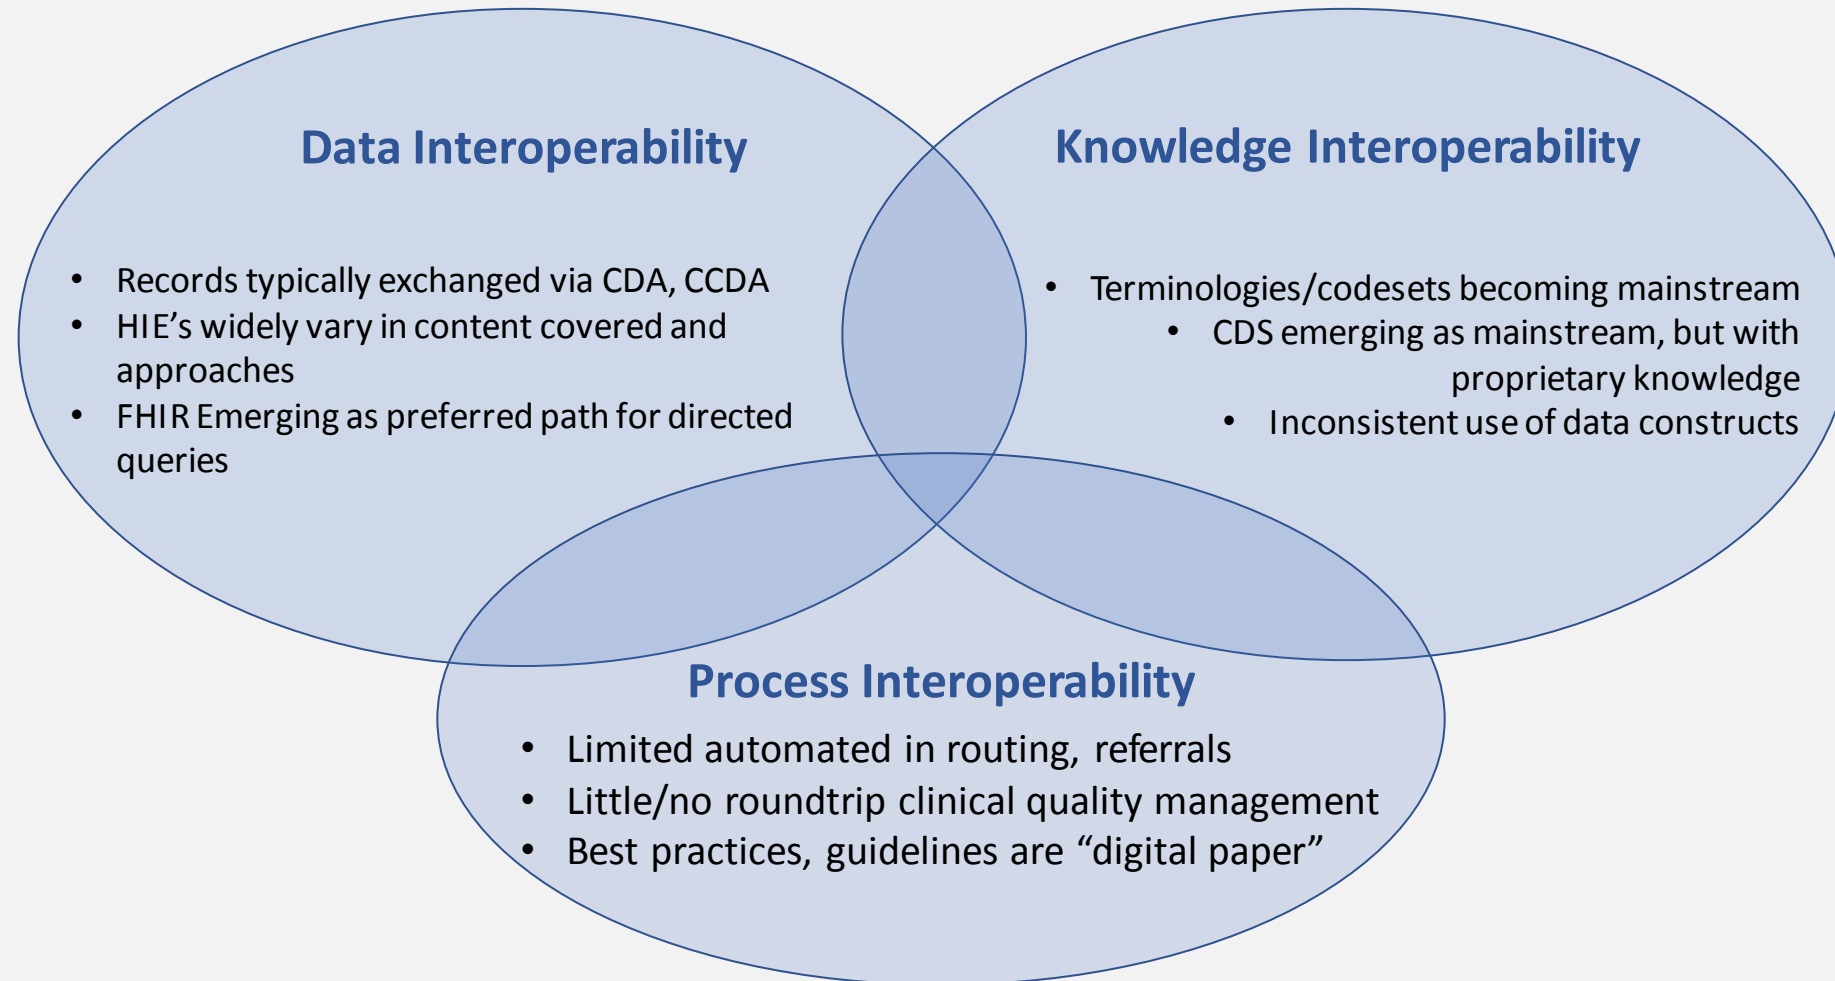 Data Interoperability
• Records typically exchanged via CDA, CCDA
• HIE's widely vary in content covered and
approaches
• FHIR Emerging as preferred path for directed
queries
Knowledge Interoperability
• Terminologies/codesets becoming mainstream
• CDS emerging as mainstream, but with
proprietary knowledge
• Inconsistent use of data constructs
Process Interoperability
• Limited automated in routing, referrals
• Little/no roundtrip clinical quality management
• Best practices, guidelines are “digital paper”